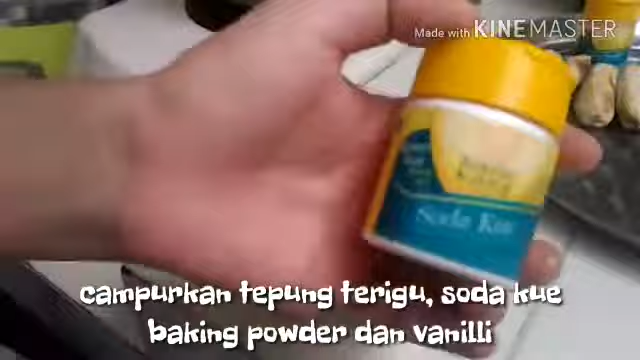 Made with KINEMASTER
Soda Kue
campurkan tepung terigu, soda kue
baking powder dan vanilli